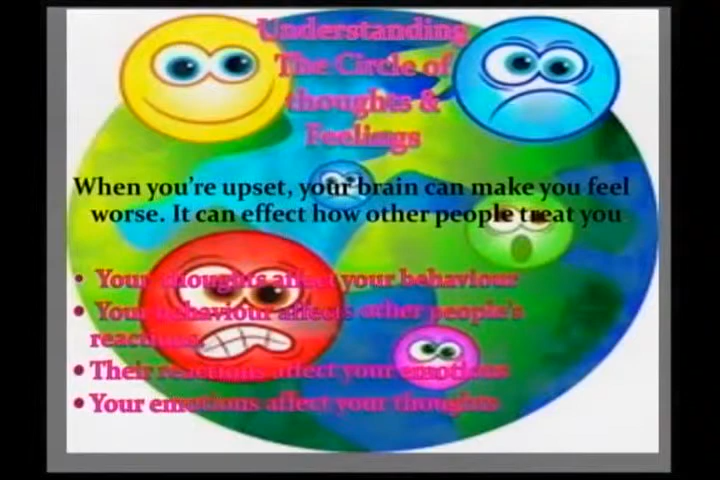 Understanding
The Circle of
thoughts &
Feelings
When you're upset, your brain can make you feel
worse. It can effect how other people treat you
• Your thoughts affect your behaviour
• Your behaviour affects other people's
reactions.
• Their reactions affect your emotions
• Your emotions affect your thoughts